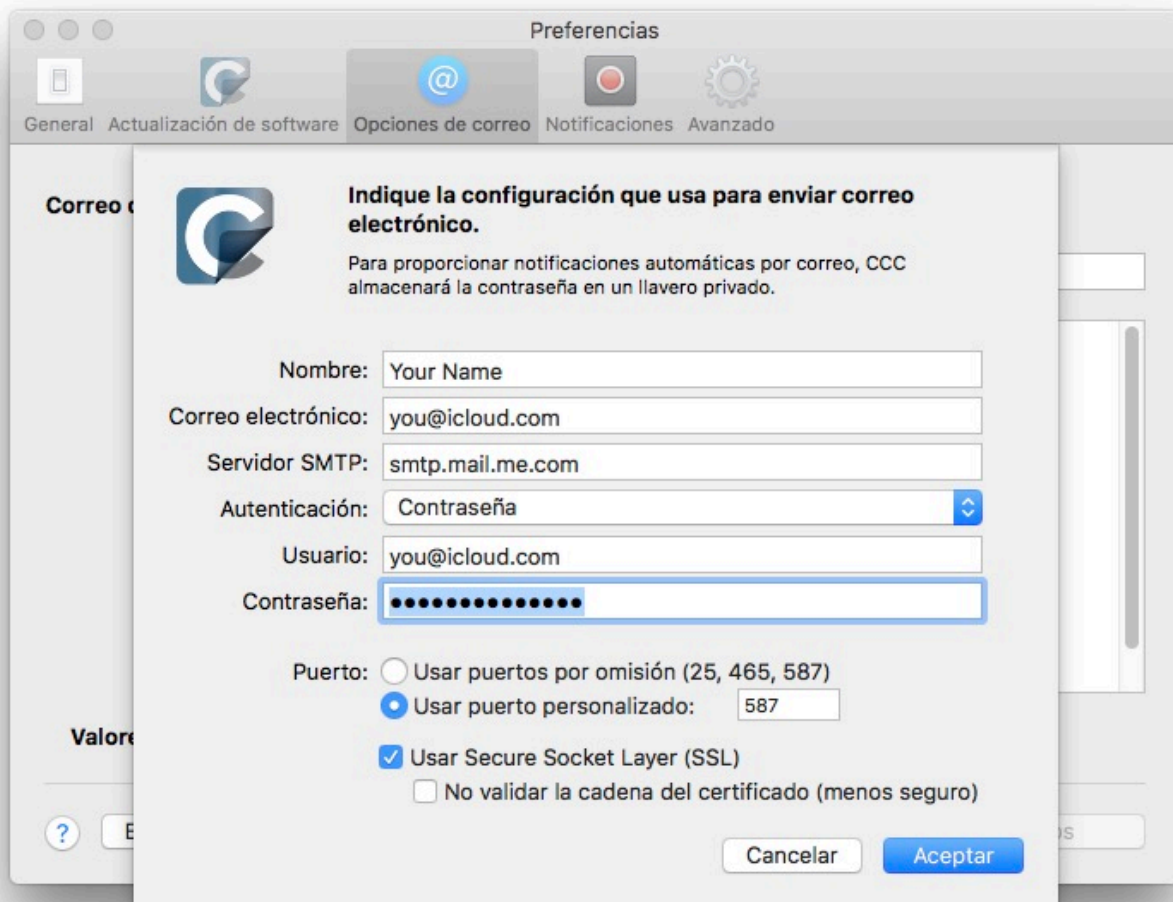 Preferencias
General Actualización de software Opciones de correo Notificaciones Avanzado
Correo
Indique la configuración que usa para enviar correo
electrónico.
Para proporcionar notificaciones automáticas por correo, CCC
almacenará la contraseña en un llavero privado.
Nombre: Your Name
Correo electrónico: you@icloud.com
Servidor SMTP: smtp.mail.me.com
Autenticación: Contraseña
Usuario: you@icloud.com
Contraseña: ••••••••••••••
Puerto: Usar puertos por omisión (25, 465, 587)
Usar puerto personalizado: 587
Valore
Usar Secure Socket Layer (SSL)
No validar la cadena del certificado (menos seguro)
? E
Cancelar Aceptar